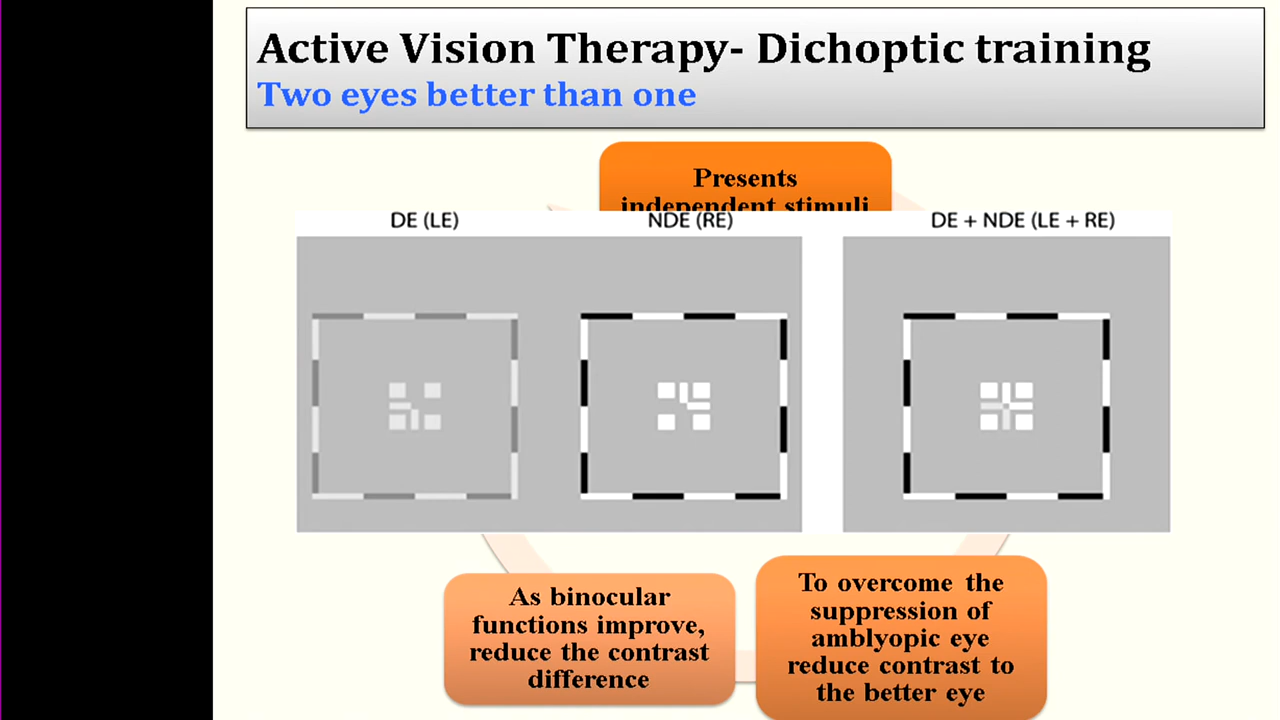 Active Vision Therapy- Dichoptic training
Two eyes better than one
Presents
independent stimuli
DE (LE)
NDE (RE)
DE + NDE (LE + RE)
As binocular
functions improve,
reduce the contrast
difference
To overcome the
suppression of
amblyopic eye
reduce contrast to
the better eye